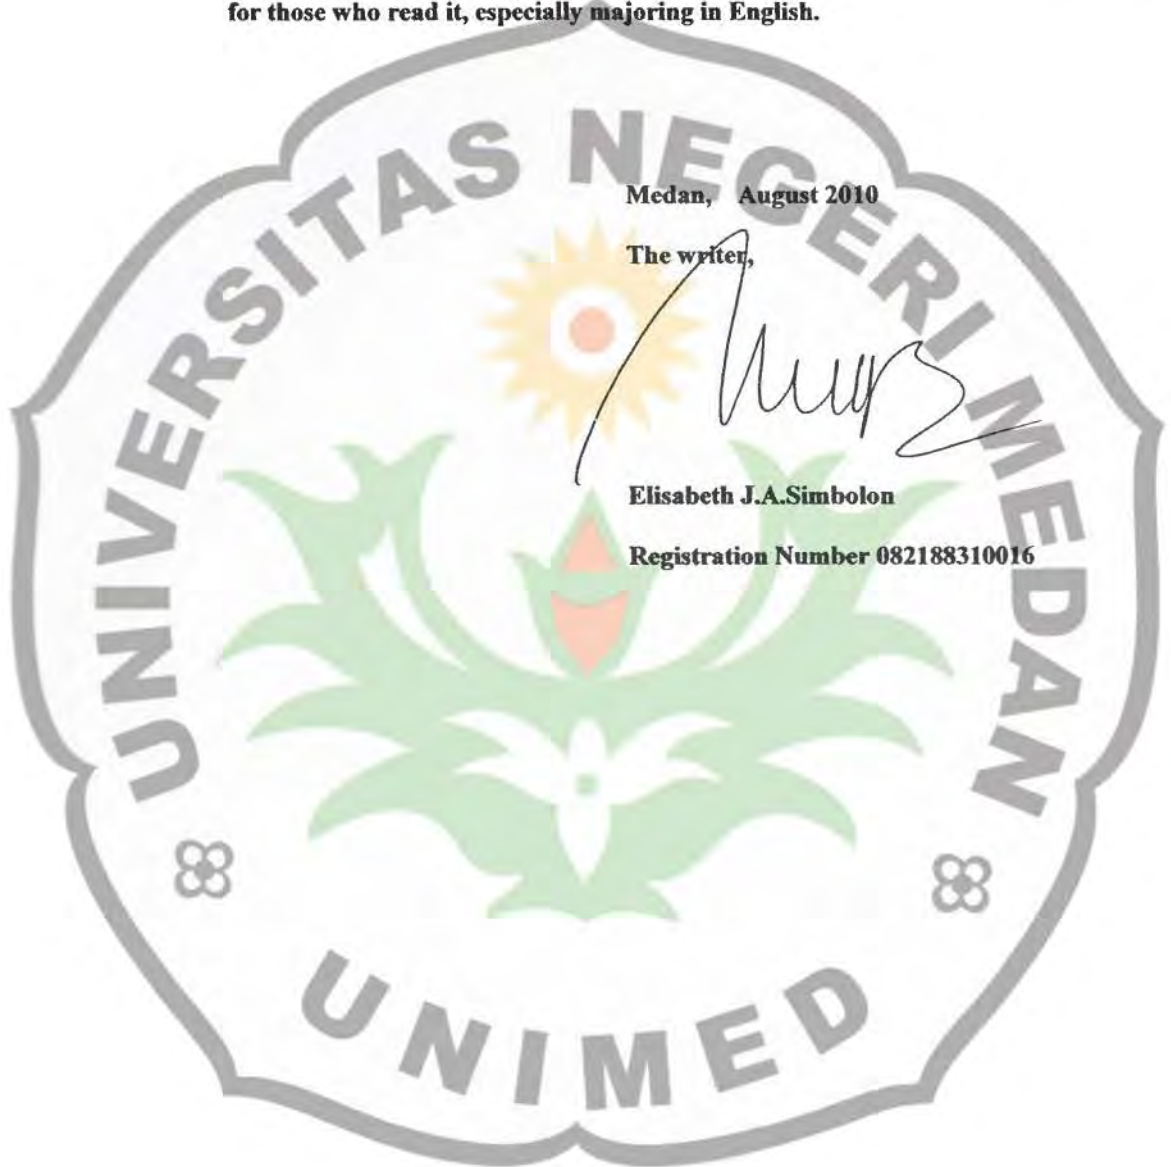 for those who read it, especially majoring in English.
UNIVERSITAS NEGERI MEDAN
Medan, August 2010
The writer,
Elisabeth J.A.Simbolon
Registration Number 082188310016
UNIMED